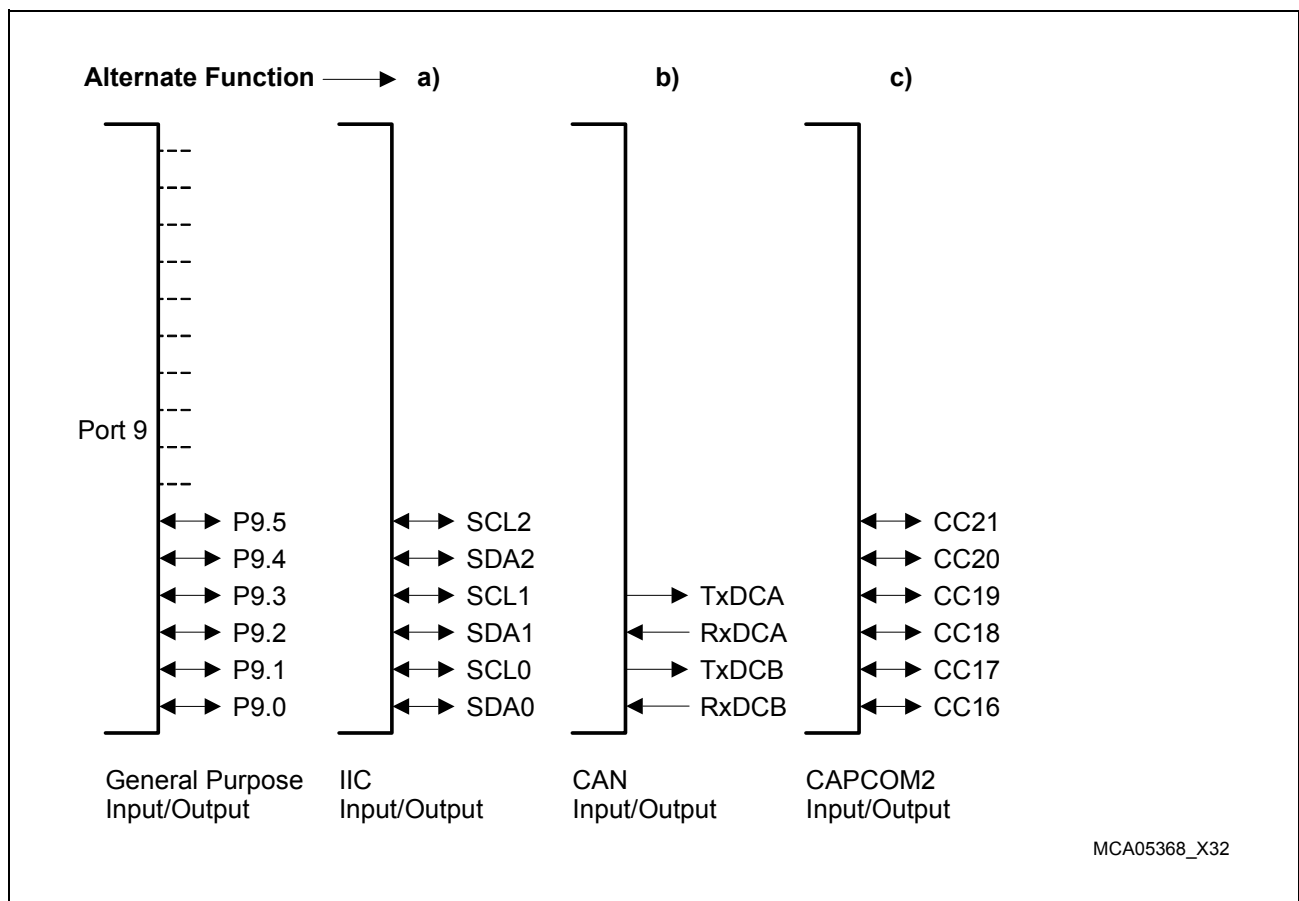 Alternate Function a) b) c)
Port 9
P9.5 SCL2 CC21
P9.4 SDA2 CC20
P9.3 SCL1 TxDCA CC19
P9.2 SDA1 RxDCA CC18
P9.1 SCL0 TxDCB CC17
P9.0 SDA0 RxDCB CC16
General Purpose IIC CAN CAPCOM2
Input/Output Input/Output Input/Output Input/Output
MCA05368_X32